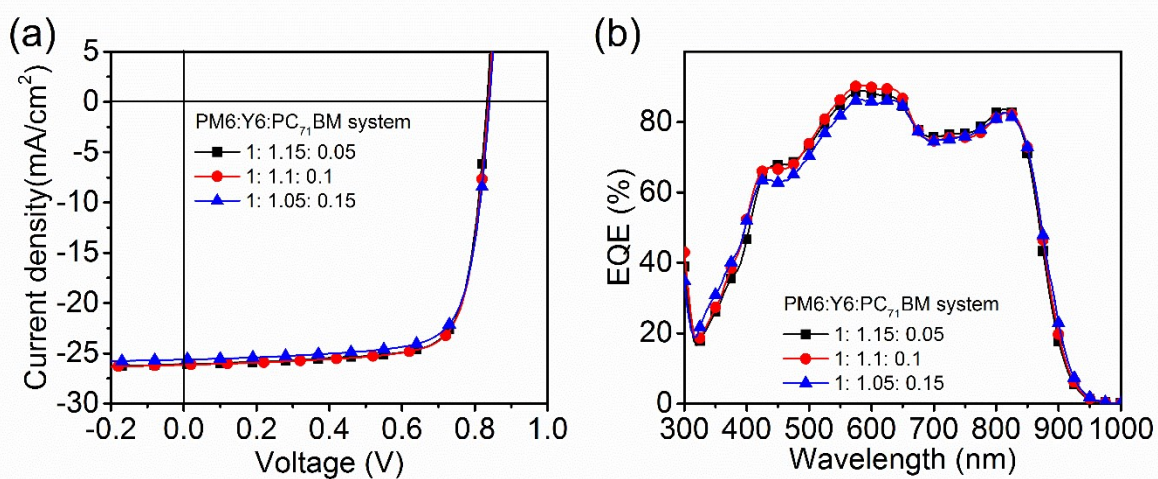 (a)
5
0
-5
-10
-15
-20
-25
-30
Current density(mA/cm²)
PM6:Y6:PC₇₁BM system
1: 1.15: 0.05
1: 1.1: 0.1
1: 1.05: 0.15
-0.2 0.0 0.2 0.4 0.6 0.8 1.0
Voltage (V)
(b)
80
60
40
20
0
EQE (%)
PM6:Y6:PC₇₁BM system
1: 1.15: 0.05
1: 1.1: 0.1
1: 1.05: 0.15
300 400 500 600 700 800 900 1000
Wavelength (nm)